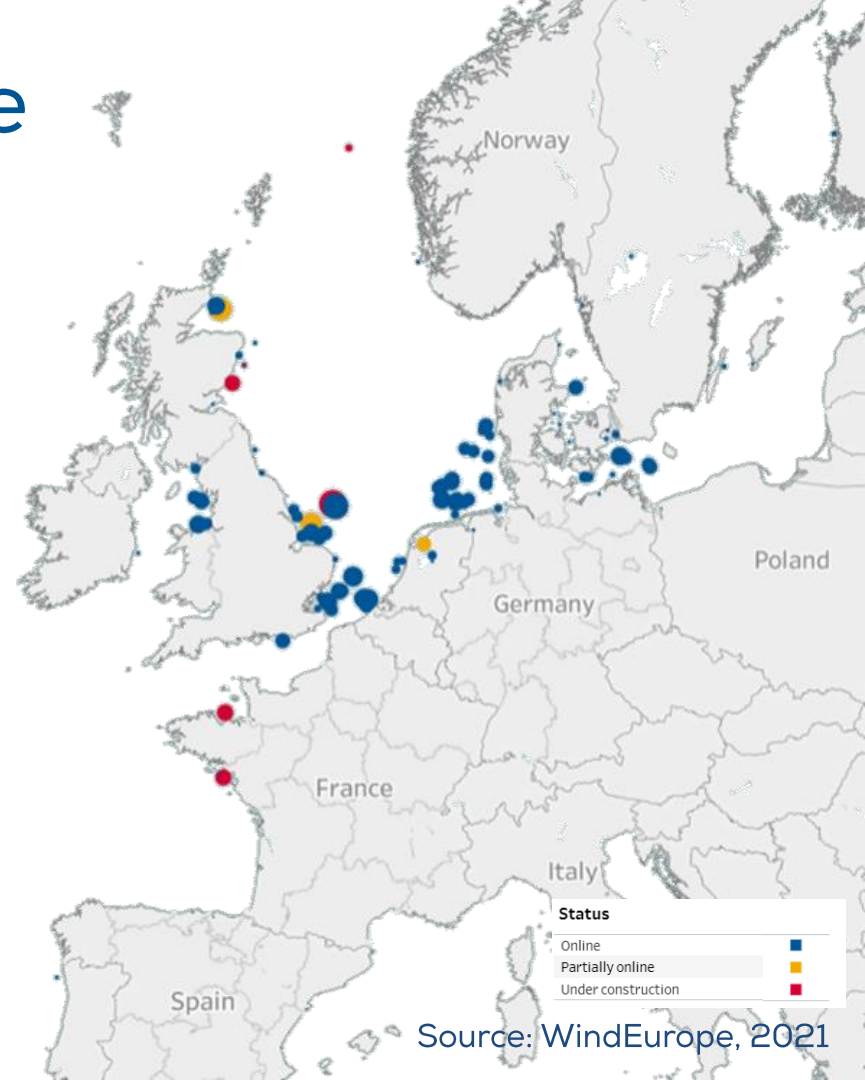 e
Norway
Poland
Germany
France
Italy
Spain
Status
Online
Partially online
Under construction
Source: WindEurope, 2021